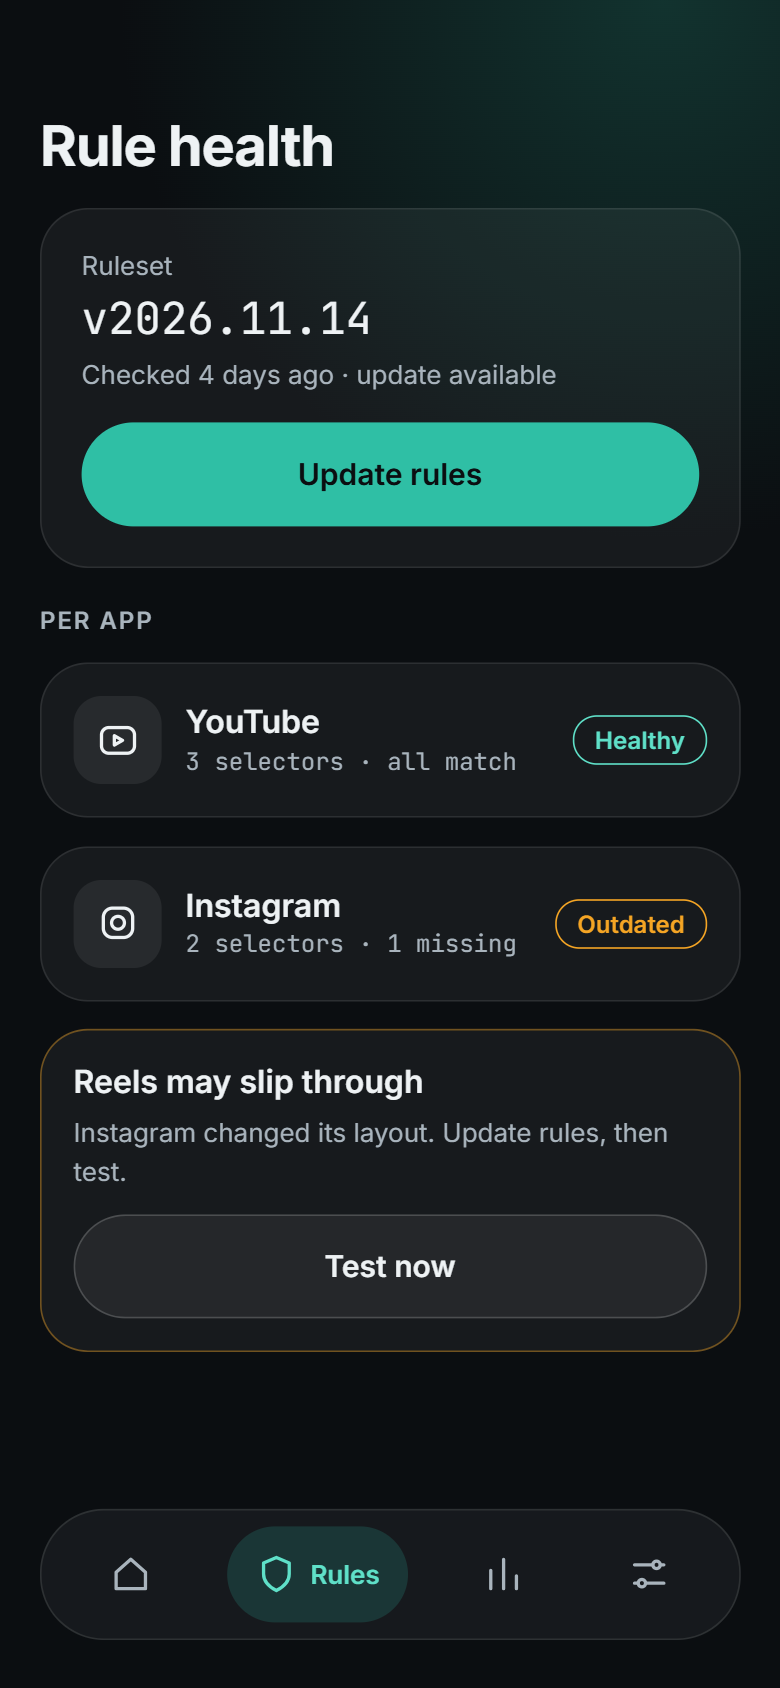 Rule health
Ruleset
v2026.11.14
Checked 4 days ago · update available
Update rules
PER APP
YouTube
3 selectors · all match
Healthy
Instagram
2 selectors · 1 missing
Outdated
Reels may slip through
Instagram changed its layout. Update rules, then
test.
Test now
Rules